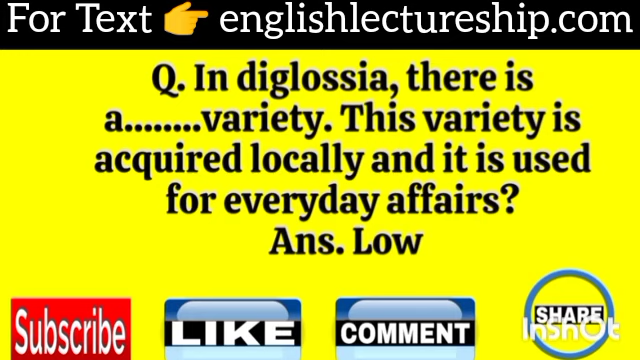 For Text 👉 englishlectureship.com
Q. In diglossia, there is
a........variety. This variety is
acquired locally and it is used
for everyday affairs?
Ans. Low
Subscribe
LIKE
COMMENT
SHARE
InShOt